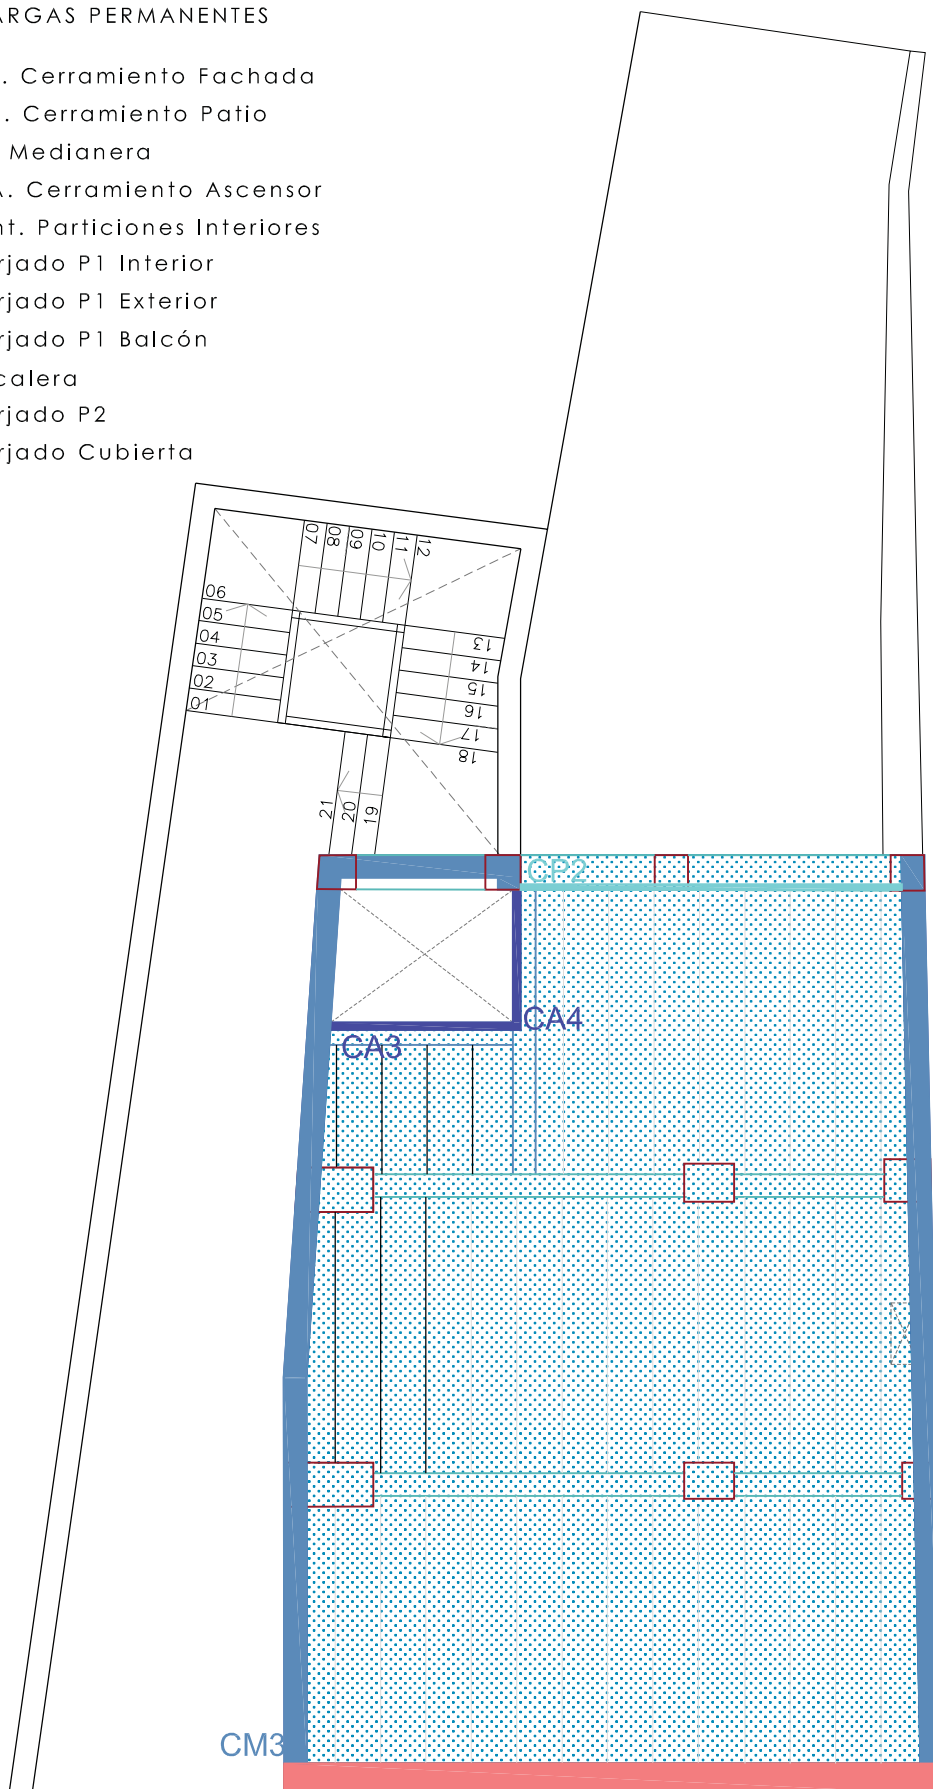 ARGAS PERMANENTES
. Cerramiento Fachada
. Cerramiento Patio
Medianera
A. Cerramiento Ascensor
nt. Particiones Interiores
rjado P1 Interior
rjado P1 Exterior
rjado P1 Balcón
calera
rjado P2
rjado Cubierta
07
08
09
10
11
12
06
05
04
03
02
01
13
14
15
16
17
18
21
20
19
CP2
CA4
CA3
CM3